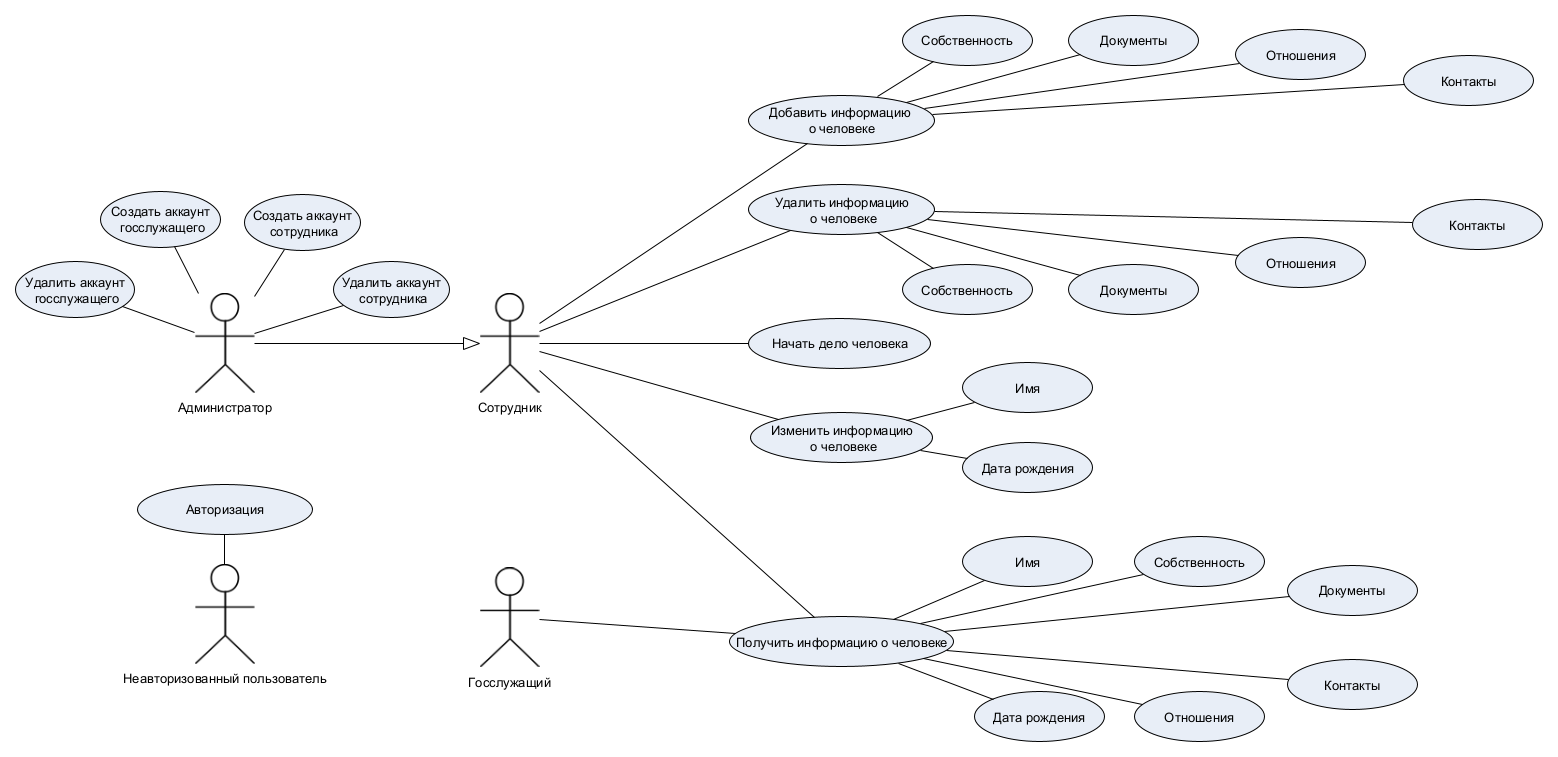 Собственность
Документы
Отношения
Контакты
Добавить информацию
о человеке
Создать аккаунт
госслужащего
Создать аккаунт
сотрудника
Удалить аккаунт
госслужащего
Удалить аккаунт
сотрудника
Администратор
Сотрудник
Удалить информацию
о человеке
Контакты
Отношения
Собственность
Документы
Начать дело человека
Имя
Изменить информацию
о человеке
Дата рождения
Авторизация
Неавторизованный пользователь
Госслужащий
Имя
Собственность
Документы
Получить информацию о человеке
Контакты
Дата рождения
Отношения